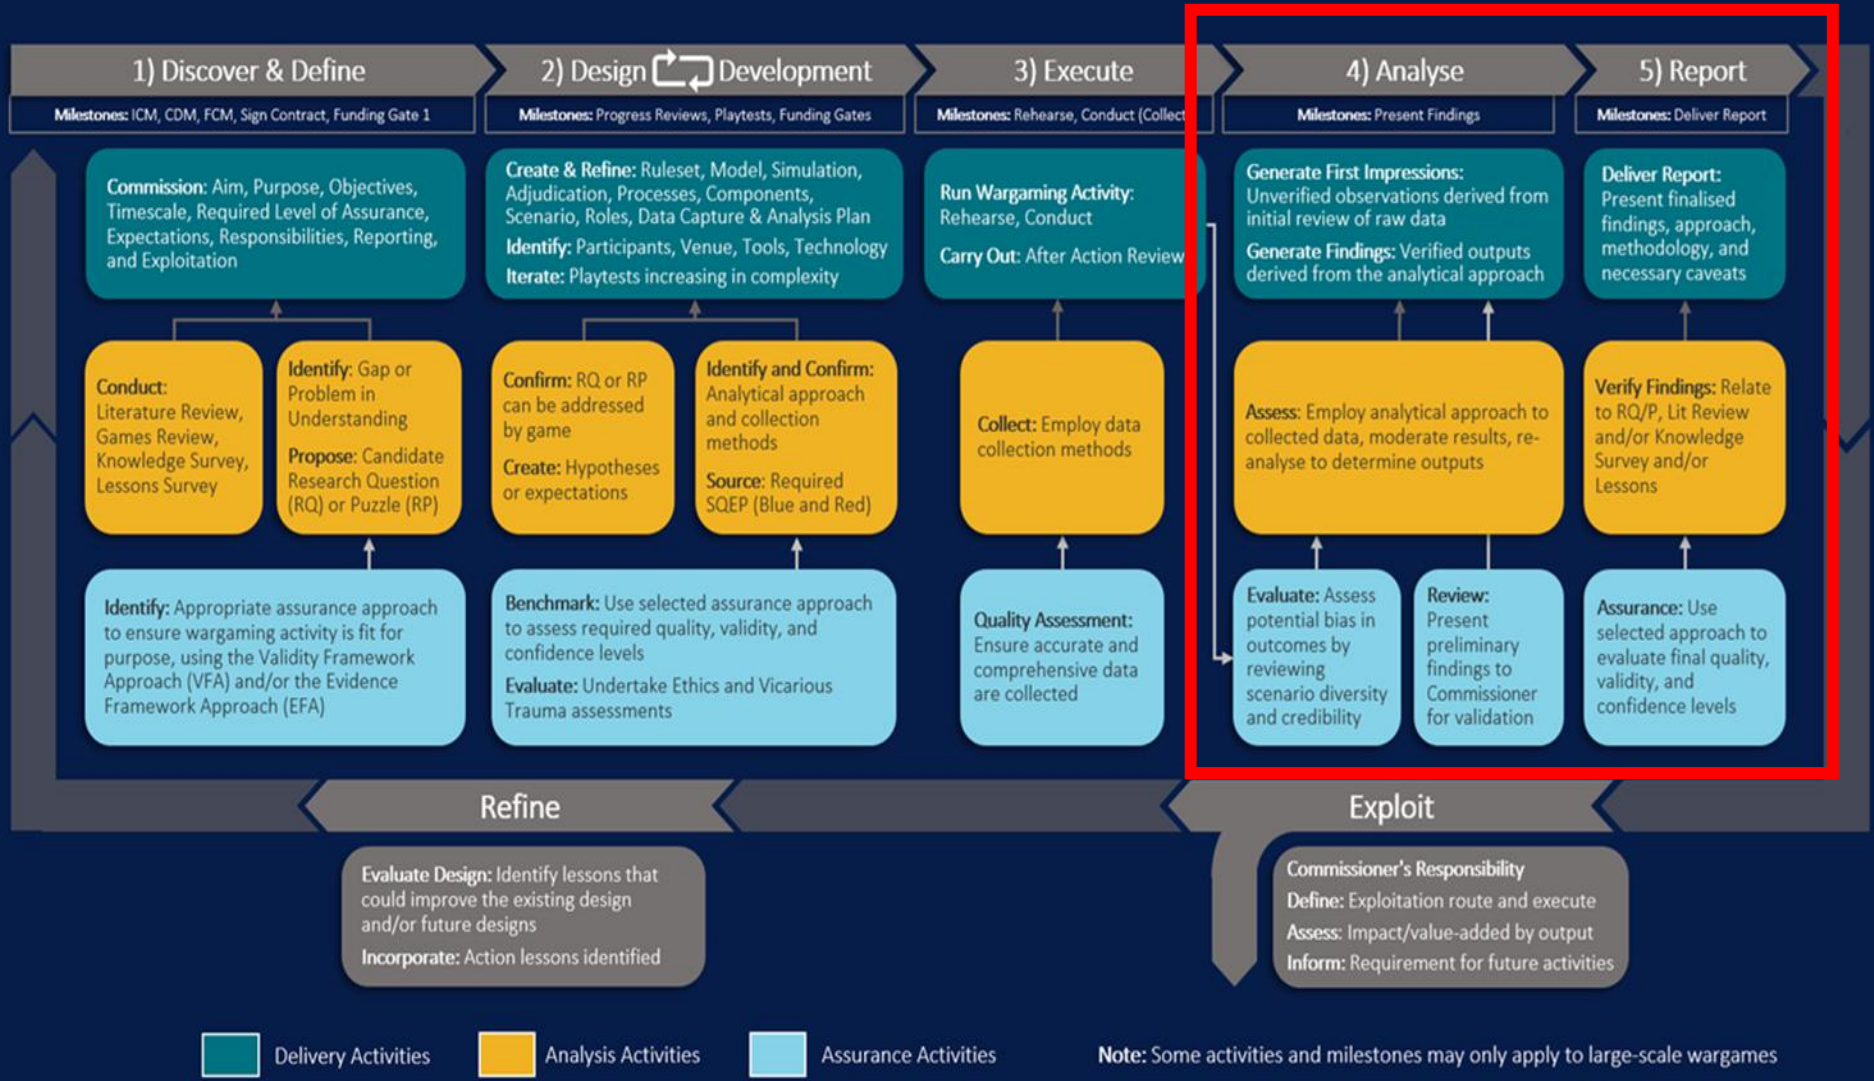 1) Discover & Define
Milestones: ICM, CDM, FCM, Sign Contract, Funding Gate 1
Commission: Aim, Purpose, Objectives,
Timescale, Required Level of Assurance,
Expectations, Responsibilities, Reporting,
and Exploitation
Conduct:
Literature Review,
Games Review,
Knowledge Survey,
Lessons Survey
Identify: Gap or
Problem in
Understanding
Propose: Candidate
Research Question
(RQ) or Puzzle (RP)
Identify: Appropriate assurance approach
to ensure wargaming activity is fit for
purpose, using the Validity Framework
Approach (VFA) and/or the Evidence
Framework Approach (EFA)
2) Design Development
Milestones: Progress Reviews, Playtests, Funding Gates
Create & Refine: Ruleset, Model, Simulation,
Adjudication, Processes, Components,
Scenario, Roles, Data Capture & Analysis Plan
Identify: Participants, Venue, Tools, Technology
Iterate: Playtests increasing in complexity
Confirm: RQ or RP
can be addressed
by game
Create: Hypotheses
or expectations
Identify and Confirm:
Analytical approach
and collection
methods
Source: Required
SQEP (Blue and Red)
Benchmark: Use selected assurance approach
to assess required quality, validity, and
confidence levels
Evaluate: Undertake Ethics and Vicarious
Trauma assessments
3) Execute
Milestones: Rehearse, Conduct (Collect
Run Wargaming Activity:
Rehearse, Conduct
Carry Out: After Action Review
Collect: Employ data
collection methods
Quality Assessment:
Ensure accurate and
comprehensive data
are collected
4) Analyse
Milestones: Present Findings
Generate First Impressions:
Unverified observations derived from
initial review of raw data
Generate Findings: Verified outputs
derived from the analytical approach
Assess: Employ analytical approach to
collected data, moderate results, re-
analyse to determine outputs
Evaluate: Assess
potential bias in
outcomes by
reviewing
scenario diversity
and credibility
Review:
Present
preliminary
findings to
Commissioner
for validation
5) Report
Milestones: Deliver Report
Deliver Report:
Present finalised
findings, approach,
methodology, and
necessary caveats
Verify Findings: Relate
to RQ/P, Lit Review
and/or Knowledge
Survey and/or
Lessons
Assurance: Use
selected approach to
evaluate final quality,
validity, and
confidence levels
Refine
Evaluate Design: Identify lessons that
could improve the existing design
and/or future designs
Incorporate: Action lessons identified
Exploit
Commissioner's Responsibility
Define: Exploitation route and execute
Assess: Impact/value-added by output
Inform: Requirement for future activities
Delivery Activities
Analysis Activities
Assurance Activities
Note: Some activities and milestones may only apply to large-scale wargames